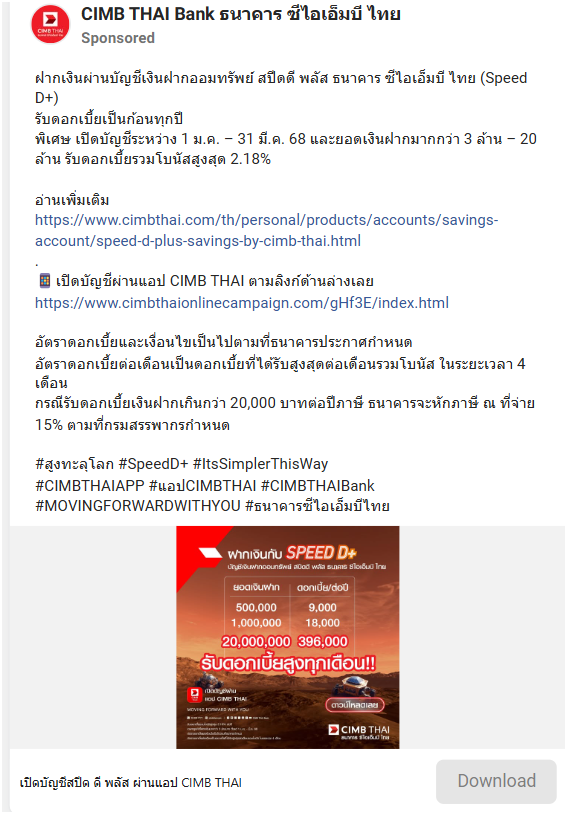 CIMB THAI Bank ธนาคาร ซีไอเอ็มบี ไทย
Sponsored
ฝากเงินผ่านบัญชีเงินฝากออมทรัพย์ สปีดดี พลัส ธนาคาร ซีไอเอ็มบี ไทย (Speed
D+)
รับดอกเบี้ยเป็นก้อนทุกปี
พิเศษ เปิดบัญชีระหว่าง 1 ม.ค. – 31 มี.ค. 68 และยอดเงินฝากมากกว่า 3 ล้าน – 20
ล้าน รับดอกเบี้ยรวมโบนัสสูงสุด 2.18%
อ่านเพิ่มเติม
https://www.cimbthai.com/th/personal/products/accounts/savings-
account/speed-d-plus-savings-by-cimb-thai.html
.
เปิดบัญชีผ่านแอป CIMB THAI ตามลิงก์ด้านล่างเลย
https://www.cimbthaionlinecampaign.com/gHf3E/index.html
อัตราดอกเบี้ยและเงื่อนไขเป็นไปตามที่ธนาคารประกาศกำหนด
อัตราดอกเบี้ยต่อเดือนเป็นดอกเบี้ยที่ได้รับสูงสุดต่อเดือนรวมโบนัส ในระยะเวลา 4
เดือน
กรณีรับดอกเบี้ยเงินฝากเกินกว่า 20,000 บาทต่อปีภาษี ธนาคารจะหักภาษี ณ ที่จ่าย
15% ตามที่กรมสรรพากรกำหนด
#สูงทะลุโลก #SpeedD+ #ItsSimplerThisWay
#CIMBTHAIAPP #แอปCIMBTHAI #CIMBTHAIBank
#MOVINGFORWARDWITHYOU #ธนาคารซีไอเอ็มบีไทย
ฝากเงินกับ SPEED D+
บัญชีเงินฝากออมทรัพย์ สปีดดี พลัส ธนาคาร ซีไอเอ็มบี ไทย
ยอดเงินฝาก ดอกเบี้ย/ต่อปี
500,000 9,000
1,000,000 18,000
20,000,000 396,000
รับดอกเบี้ยสูงทุกเดือน!!
เปิดบัญชีผ่าน
แอป CIMB THAI
ดาวน์โหลดเลย
MOVING FORWARD WITH YOU
CIMB THAI
ธนาคาร ซีไอเอ็มบี ไทย
เปิดบัญชีสปีด ดี พลัส ผ่านแอป CIMB THAI
Download